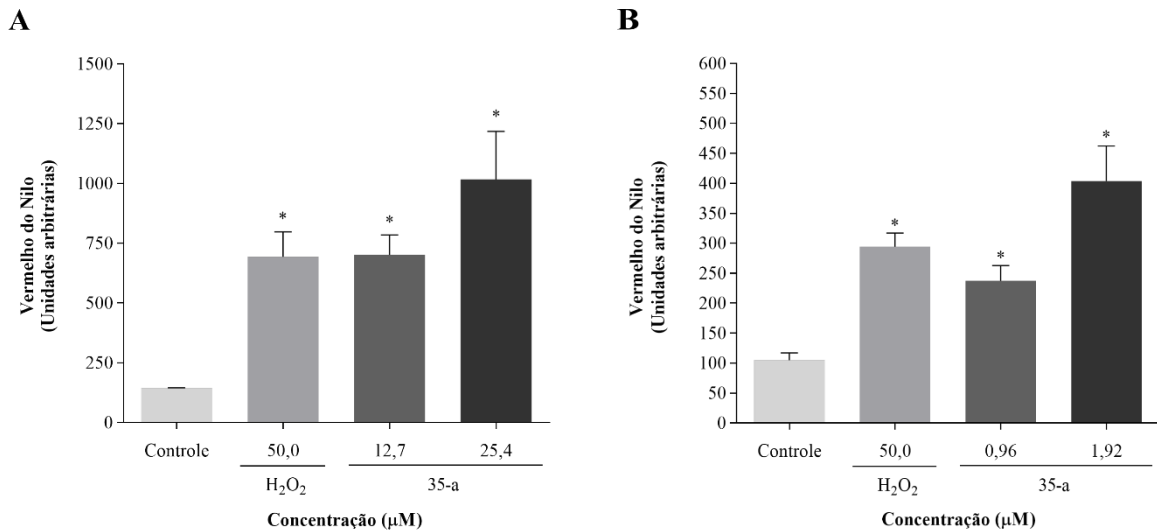 A
Vermelho do Nilo
(Unidades arbitrárias)
1500
1250
1000
750
500
250
0
*
*
*
Controle
50,0
12,7
25,4
H₂O₂
35-a
Concentração (μM)
B
Vermelho do Nilo
(Unidades arbitrárias)
600
550
500
450
400
350
300
250
200
150
100
50
0
*
*
*
Controle
50,0
0,96
1,92
H₂O₂
35-a
Concentração (μM)